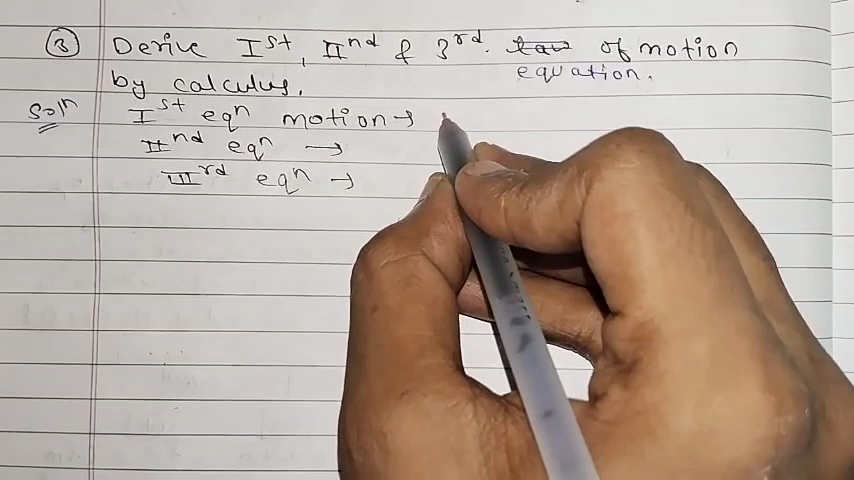 3 Derive Ist, IInd & 3rd. law of motion
equation.
by calculus.
Soln Ist eqn motion →
IInd eqn →
IIIrd eqn →